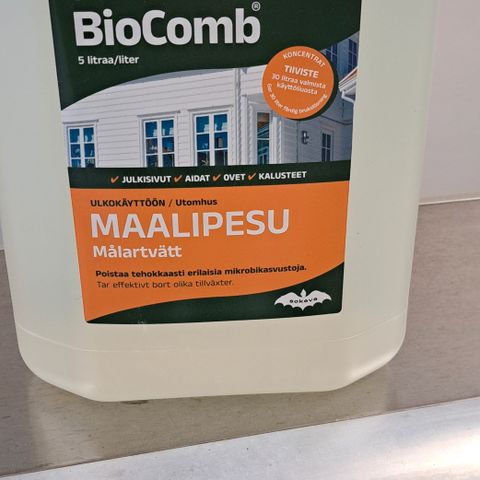 BioComb®
5 litraa/liter
KONCENTRAT
TIIVISTE
30 litraa valmista
käyttöliuosta
✔ JULKISIVUT ✔ AIDAT ✔ OVET ✔ KALUSTEET
ULKOKÄYTTÖÖN / Utomhus
MAALIPESU
Målartvätt
Poistaa tehokkaasti erilaisia mikrobikasvustoja.
Tar effektivt bort olika tillväxter.
sokeva